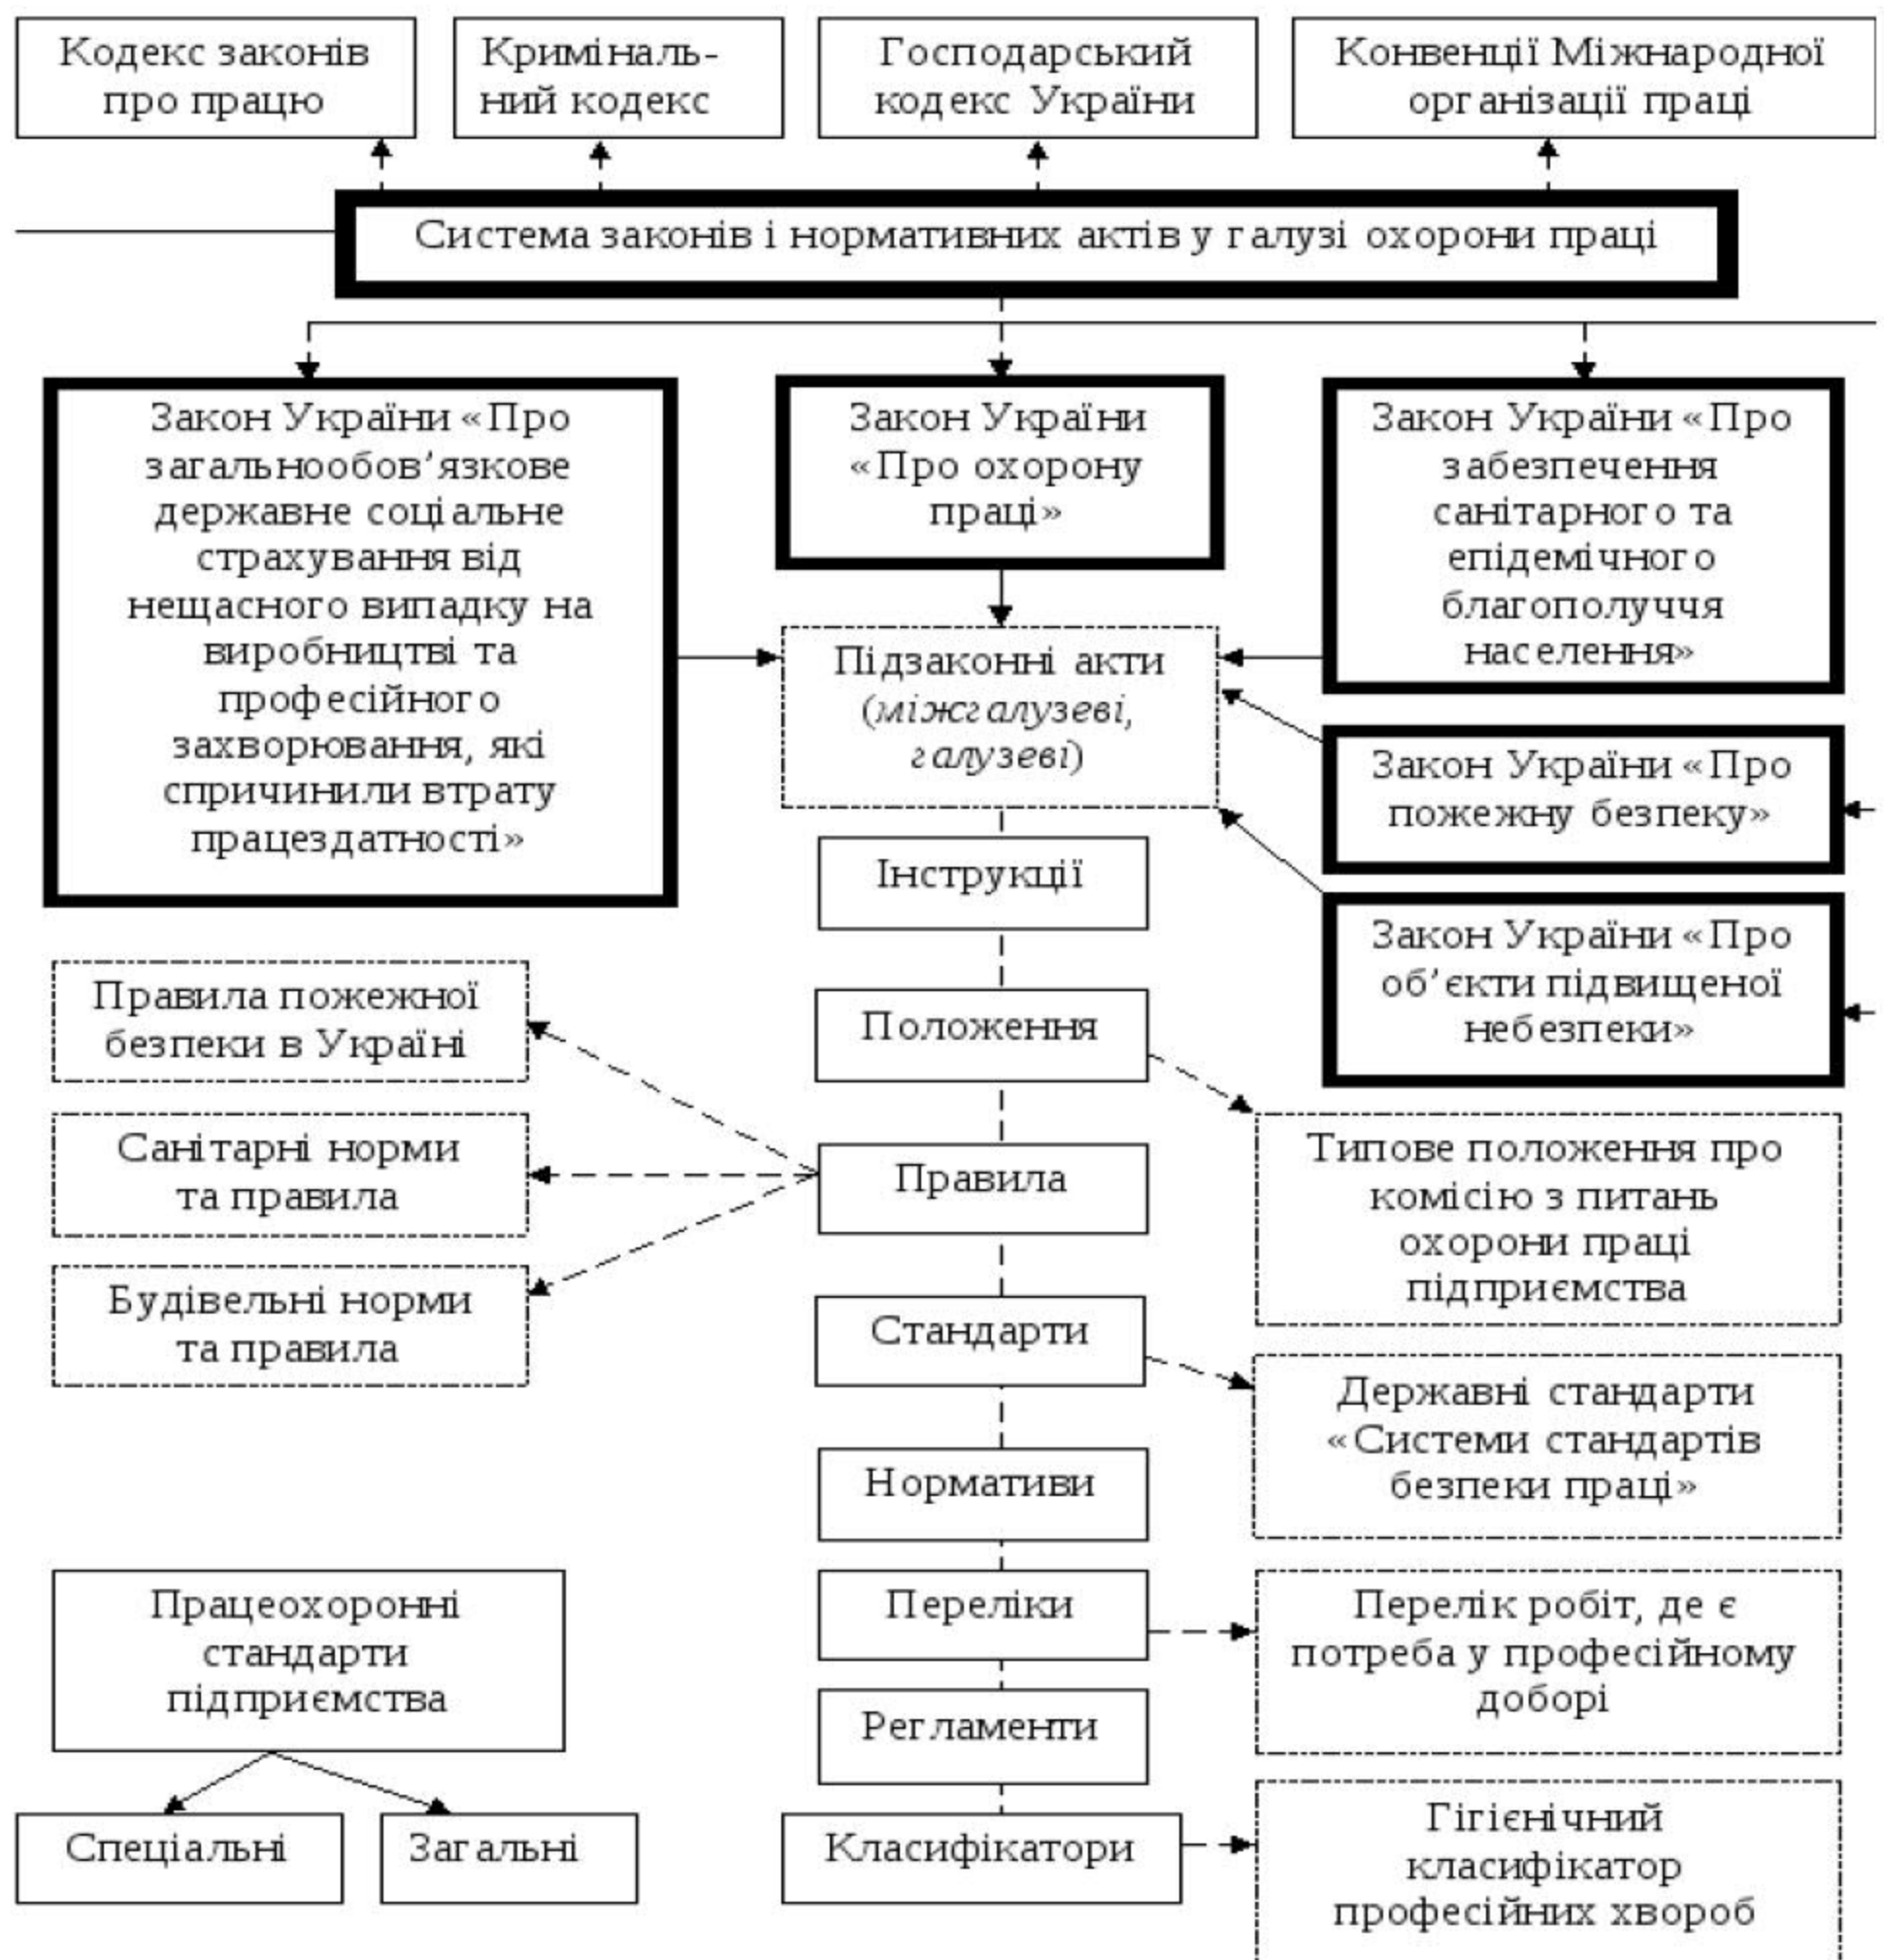 Кодекс законів
про працю
Криміналь-
ний кодекс
Господарський
кодекс України
Конвенції Міжнародної
організації праці
Система законів і нормативних актів у галузі охорони праці
Закон України «Про
загальнообов’язкове
державне соціальне
страхування від
нещасного випадку на
виробництві та
професійного
захворювання, які
спричинили втрату
працездатності»
Закон України
«Про охорону
праці»
Закон України «Про
забезпечення
санітарного та
епідемічного
благополуччя
населення»
Підзаконні акти
(міжгалузеві,
галузеві)
Закон України «Про
пожежну безпеку»
Закон України «Про
об’єкти підвищеної
небезпеки»
Інструкції
Положення
Правила
Стандарти
Нормативи
Переліки
Регламенти
Класифікатори
Правила пожежної
безпеки в Україні
Санітарні норми
та правила
Будівельні норми
та правила
Типове положення про
комісію з питань
охорони праці
підприємства
Державні стандарти
«Системи стандартів
безпеки праці»
Перелік робіт, де є
потреба у професійному
доборі
Гігієнічний
класифікатор
професійних хвороб
Працеохоронні
стандарти
підприємства
Спеціальні
Загальні